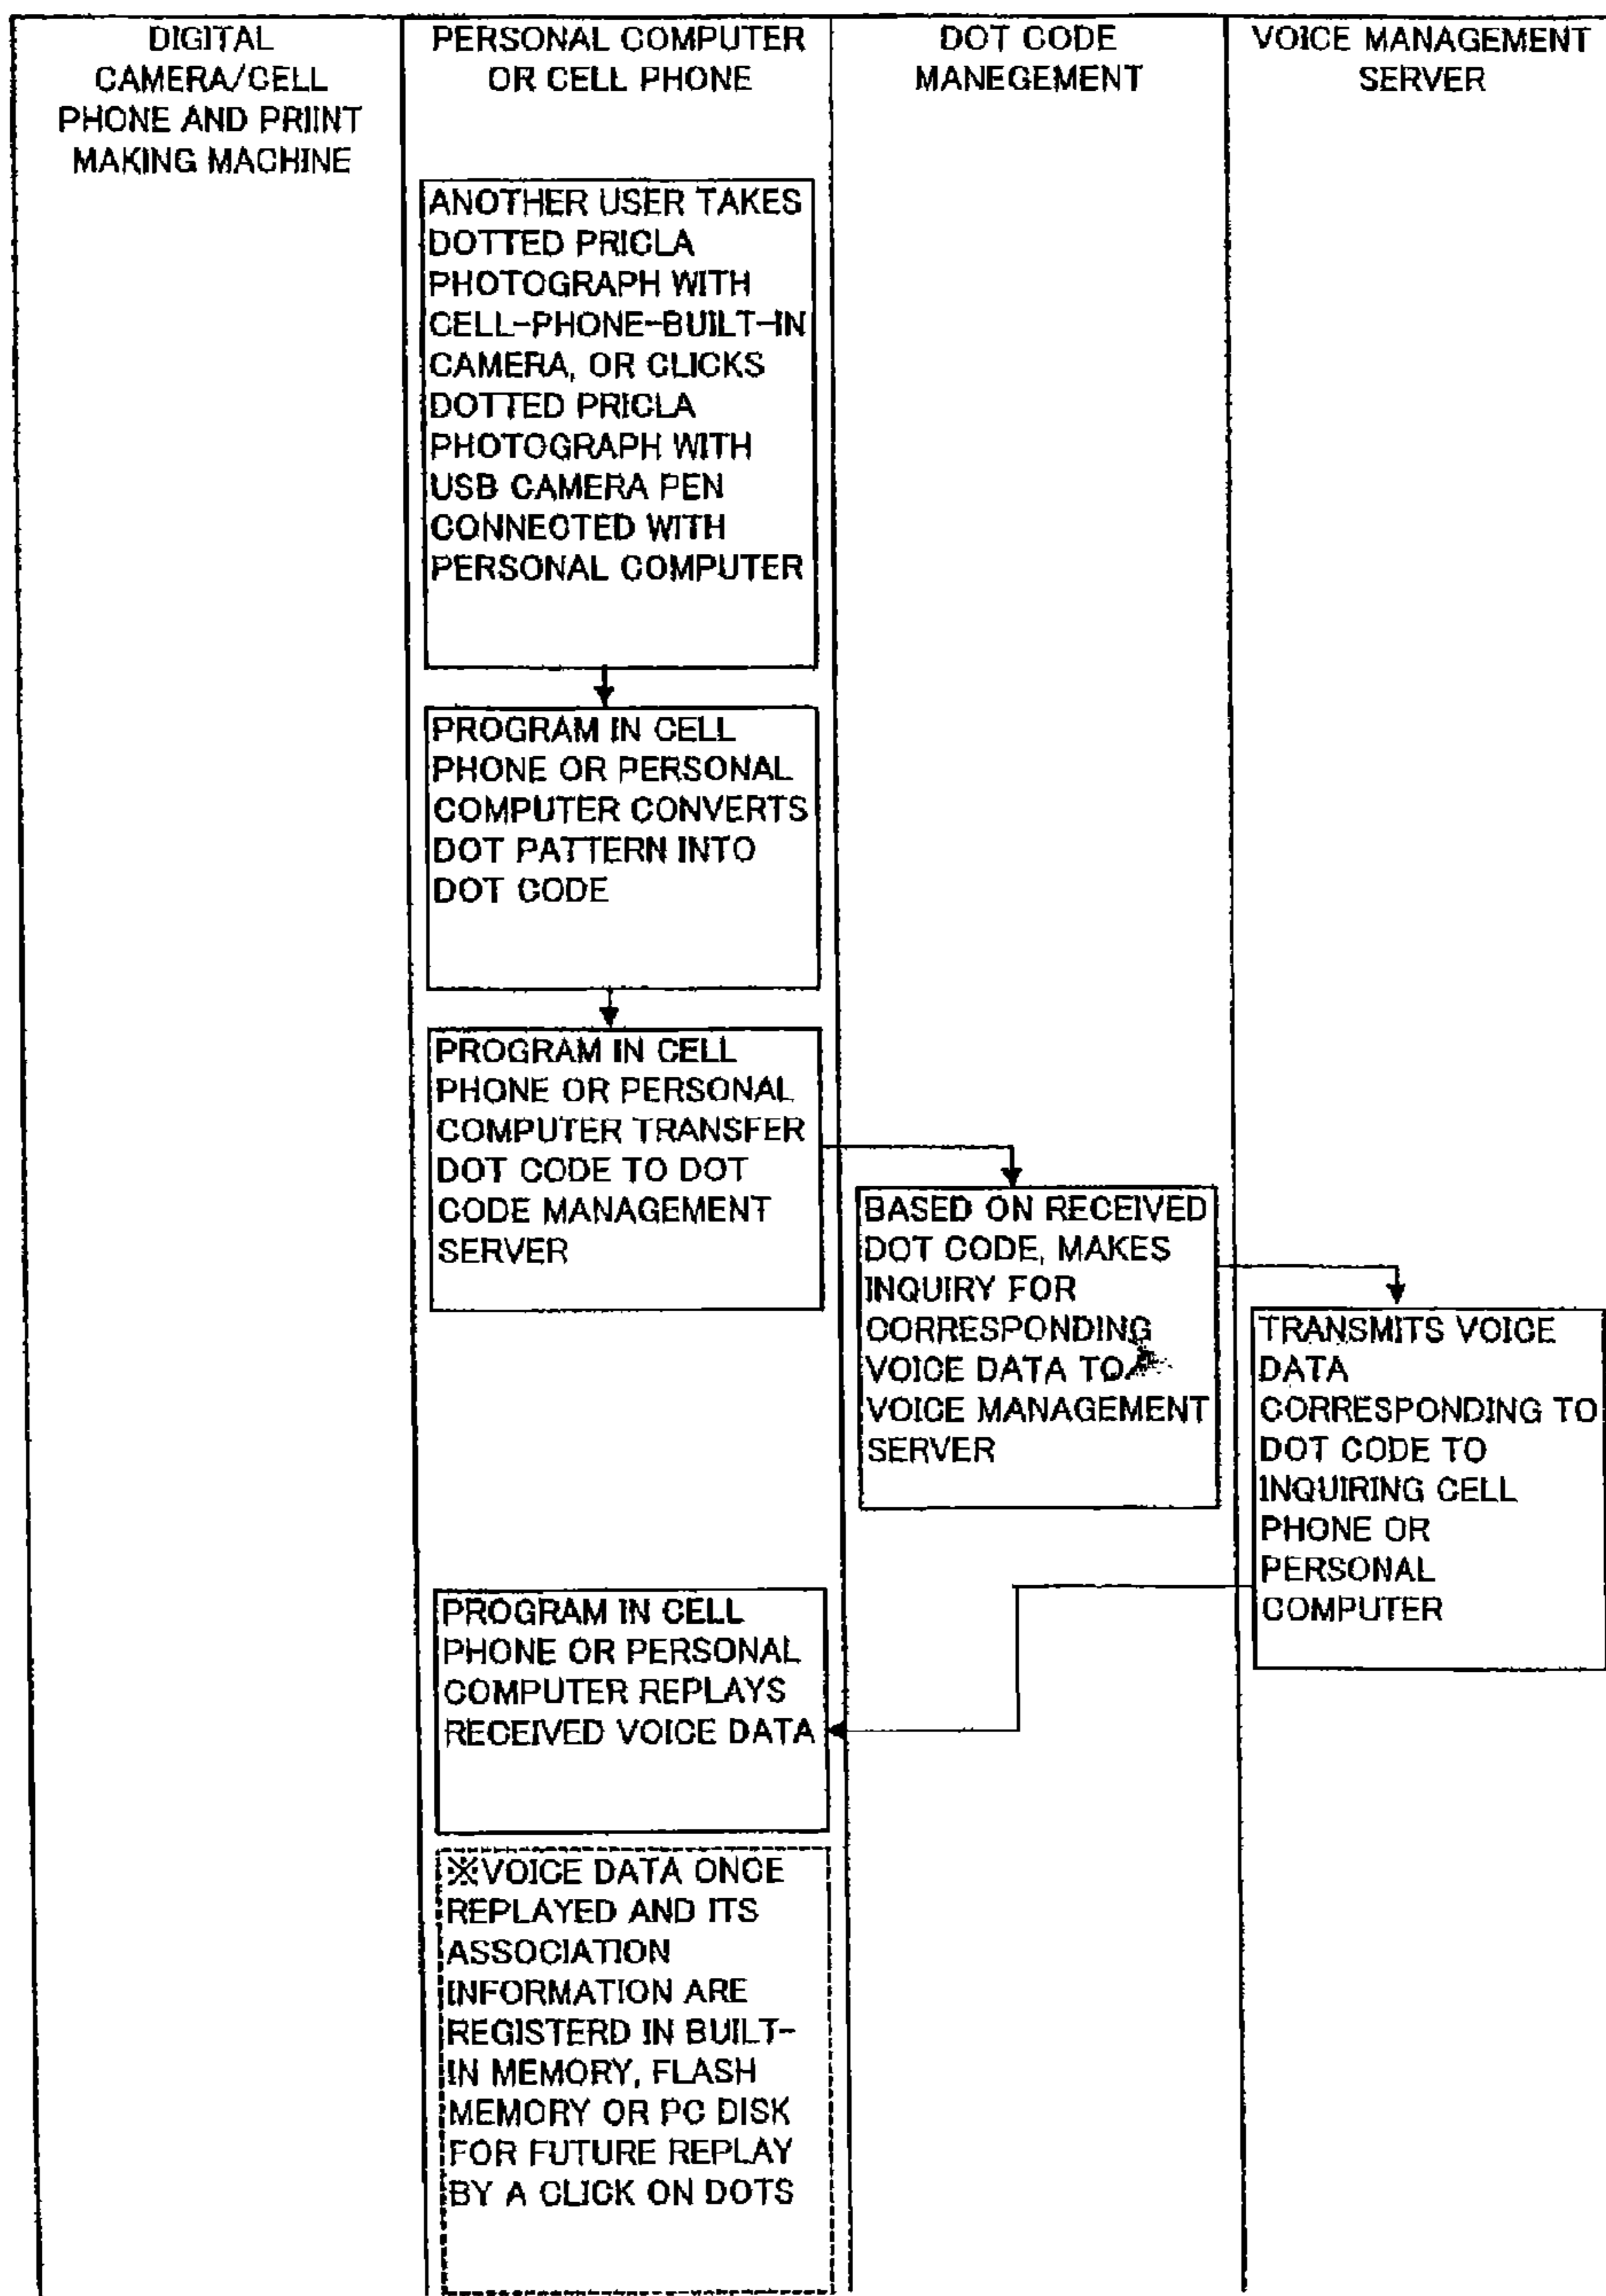 DIGITAL
CAMERA/CELL
PHONE AND PRIINT
MAKING MACHINE
PERSONAL COMPUTER
OR CELL PHONE
DOT CODE
MANEGEMENT
VOICE MANAGEMENT
SERVER
ANOTHER USER TAKES
DOTTED PRICLA
PHOTOGRAPH WITH
CELL-PHONE-BUILT-IN
CAMERA, OR CLICKS
DOTTED PRICLA
PHOTOGRAPH WITH
USB CAMERA PEN
CONNECTED WITH
PERSONAL COMPUTER
PROGRAM IN CELL
PHONE OR PERSONAL
COMPUTER CONVERTS
DOT PATTERN INTO
DOT CODE
PROGRAM IN CELL
PHONE OR PERSONAL
COMPUTER TRANSFER
DOT CODE TO DOT
CODE MANAGEMENT
SERVER
BASED ON RECEIVED
DOT CODE, MAKES
INQUIRY FOR
CORRESPONDING
VOICE DATA TO
VOICE MANAGEMENT
SERVER
TRANSMITS VOICE
DATA
CORRESPONDING TO
DOT CODE TO
INQUIRING CELL
PHONE OR
PERSONAL
COMPUTER
PROGRAM IN CELL
PHONE OR PERSONAL
COMPUTER REPLAYS
RECEIVED VOICE DATA
※VOICE DATA ONCE
REPLAYED AND ITS
ASSOCIATION
INFORMATION ARE
REGISTERD IN BUILT-
IN MEMORY, FLASH
MEMORY OR PC DISK
FOR FUTURE REPLAY
BY A CLICK ON DOTS